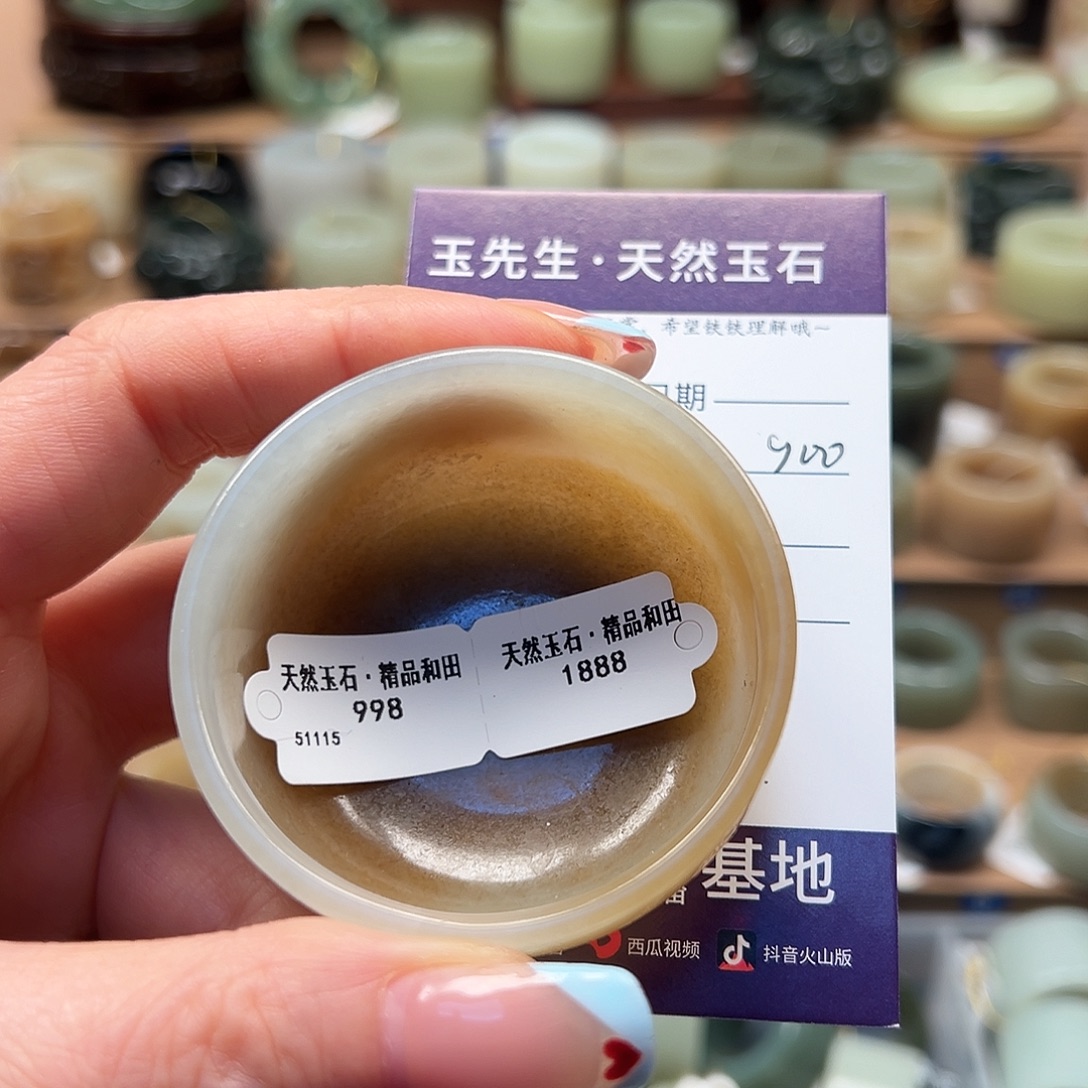 玉先生·天然玉石
希望铁铁理解哦~
期
900
天然玉石·精品和田
998
51115
天然玉石·精品和田
1888
基地
西瓜视频
抖音火山版